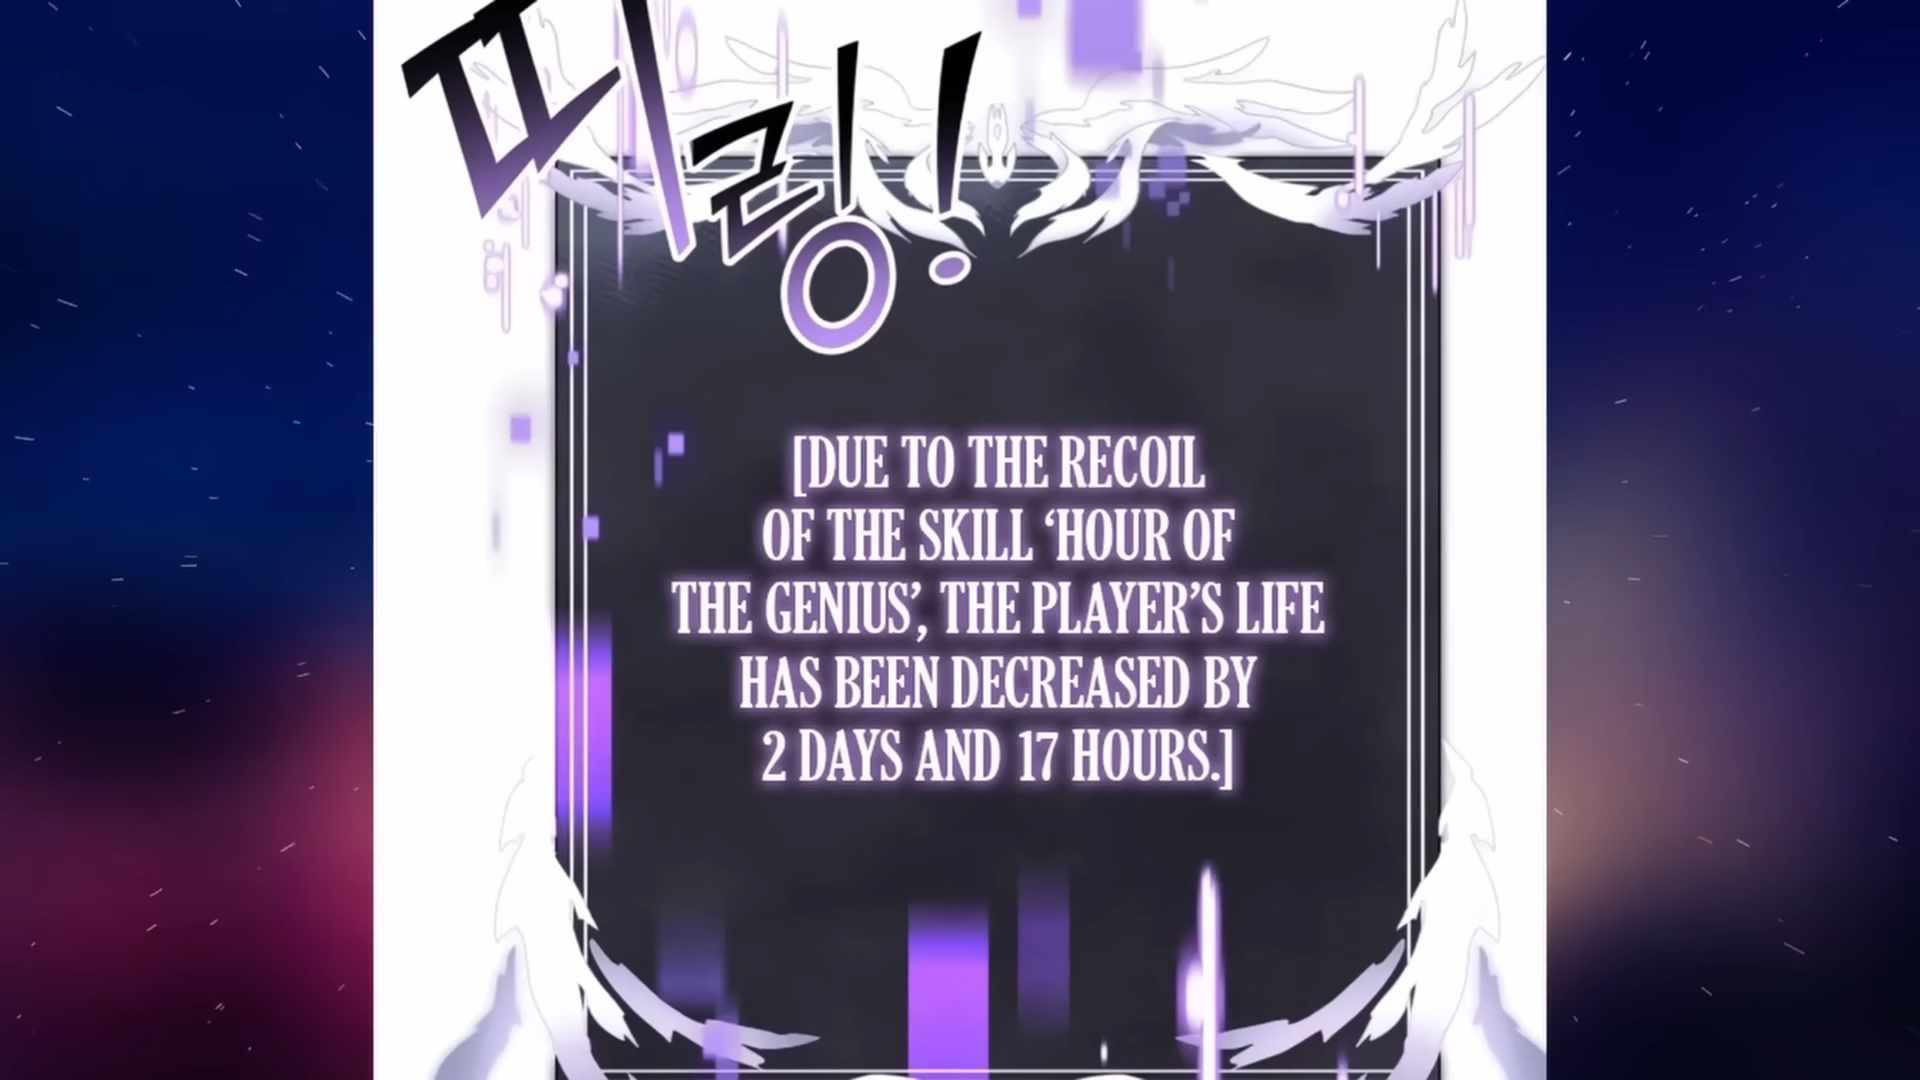 띠링!
[DUE TO THE RECOIL
OF THE SKILL ‘HOUR OF
THE GENIUS’, THE PLAYER’S LIFE
HAS BEEN DECREASED BY
2 DAYS AND 17 HOURS.]